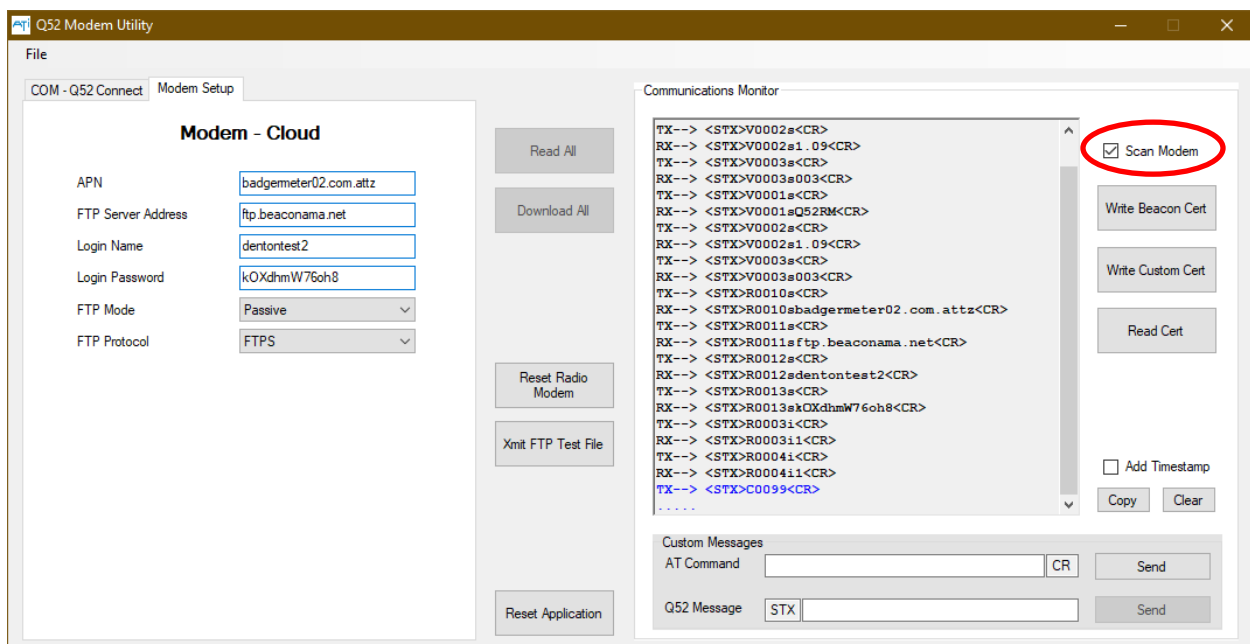 ATi Q52 Modem Utility
File
COM - Q52 Connect
Modem Setup
Modem - Cloud
APN
badgermeter02.com.attz
FTP Server Address
ftp.beaconama.net
Login Name
dentontest2
Login Password
kOXdhmW76oh8
FTP Mode
Passive
FTP Protocol
FTPS
Read All
Download All
Reset Radio
Modem
Xmit FTP Test File
Reset Application
Communications Monitor
TX--> <STX>V0002s<CR>
RX--> <STX>V0002s1.09<CR>
TX--> <STX>V0003s<CR>
RX--> <STX>V0003s003<CR>
TX--> <STX>V0001s<CR>
RX--> <STX>V0001sQ52RM<CR>
TX--> <STX>V0002s<CR>
RX--> <STX>V0002s1.09<CR>
TX--> <STX>V0003s<CR>
RX--> <STX>V0003s003<CR>
TX--> <STX>R0010s<CR>
RX--> <STX>R0010sbadgermeter02.com.attz<CR>
TX--> <STX>R0011s<CR>
RX--> <STX>R0011sftp.beaconama.net<CR>
TX--> <STX>R0012s<CR>
RX--> <STX>R0012sdentontest2<CR>
TX--> <STX>R0013s<CR>
RX--> <STX>R0013skOXdhmW76oh8<CR>
TX--> <STX>R0003i<CR>
RX--> <STX>R0003i1<CR>
TX--> <STX>R0004i<CR>
RX--> <STX>R0004i1<CR>
TX--> <STX>C0099<CR>
.....
Scan Modem
Write Beacon Cert
Write Custom Cert
Read Cert
Add Timestamp
Copy
Clear
Custom Messages
AT Command
CR
Send
Q52 Message
STX
Send